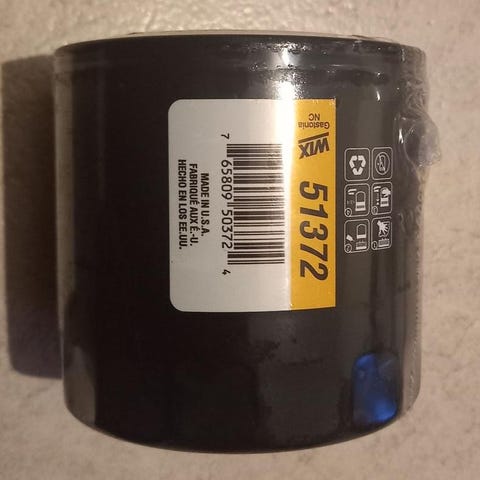 Gastonia
NC
WIX
51372
7 65809 50372 4
MADE IN U.S.A.
FABRIQUÉ AUX É.-U.
HECHO EN LOS EE.UU.